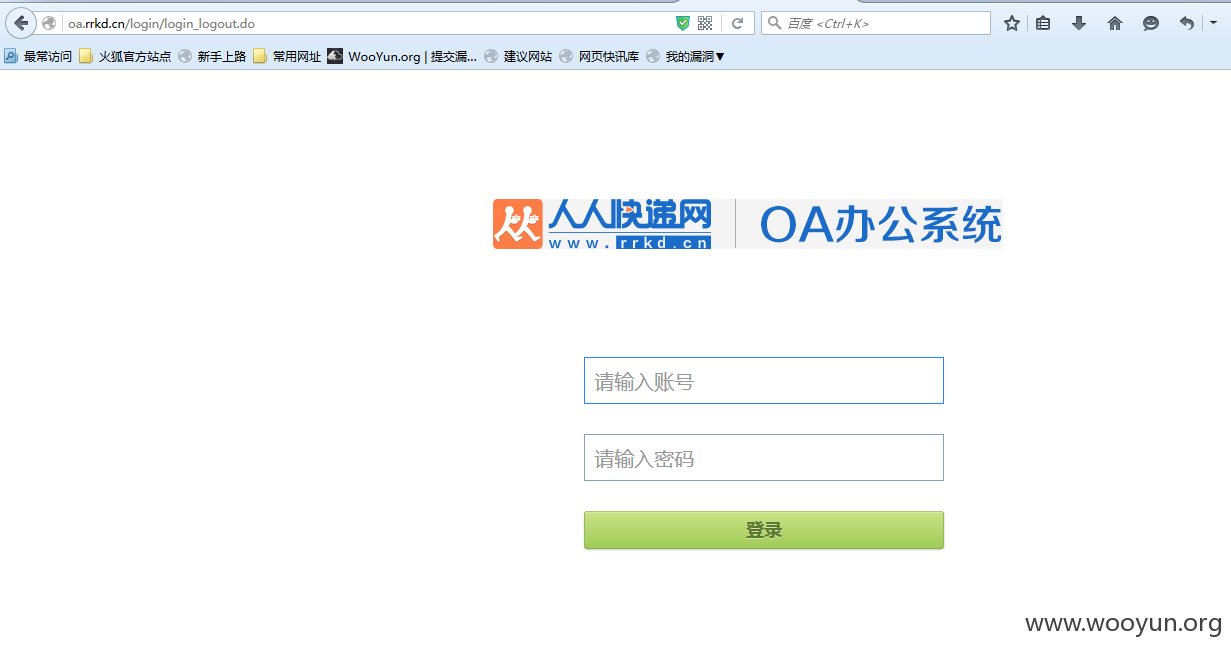 oa.rrkd.cn/login/login_logout.do
百度 <Ctrl+K>
最常访问 火狐官方站点 新手上路 常用网址 WooYun.org | 提交漏... 建议网站 网页快讯库 我的漏洞▼
人人快递网
www.rrkd.cn
OA办公系统
请输入账号
请输入密码
登录
www.wooyun.org